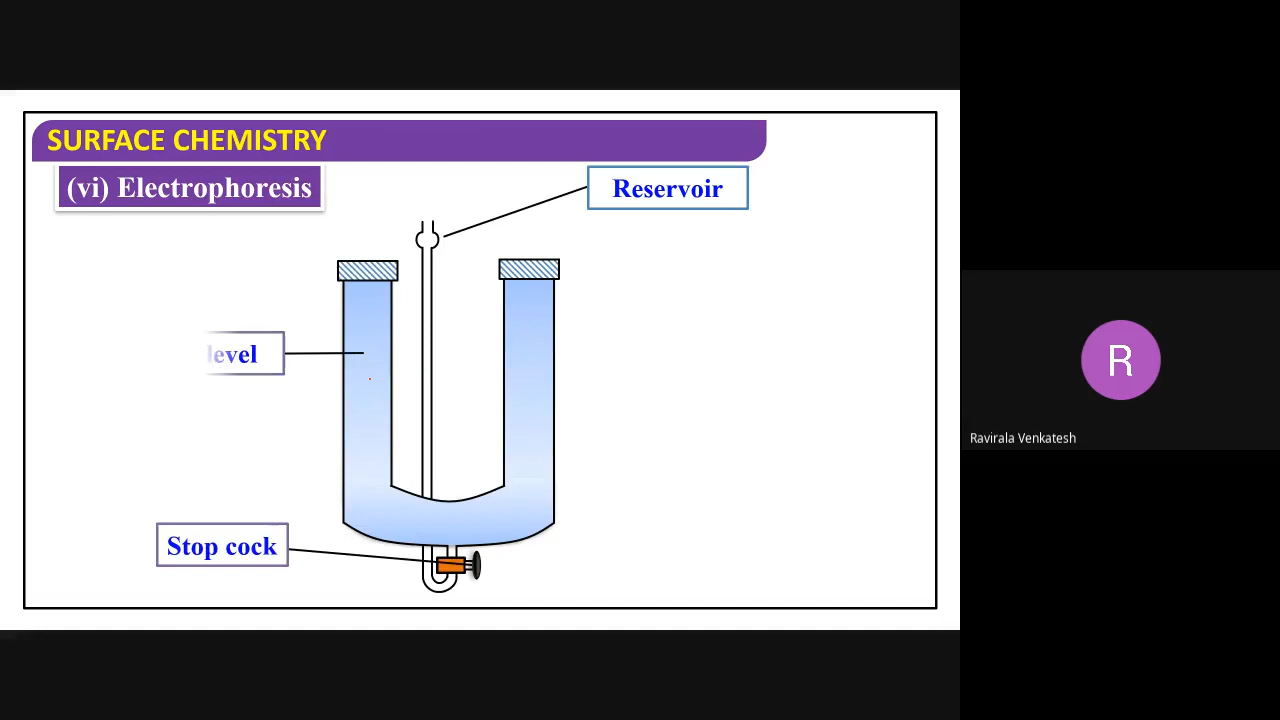 SURFACE CHEMISTRY
(vi) Electrophoresis
Reservoir
level
Stop cock
R
Ravirala Venkatesh